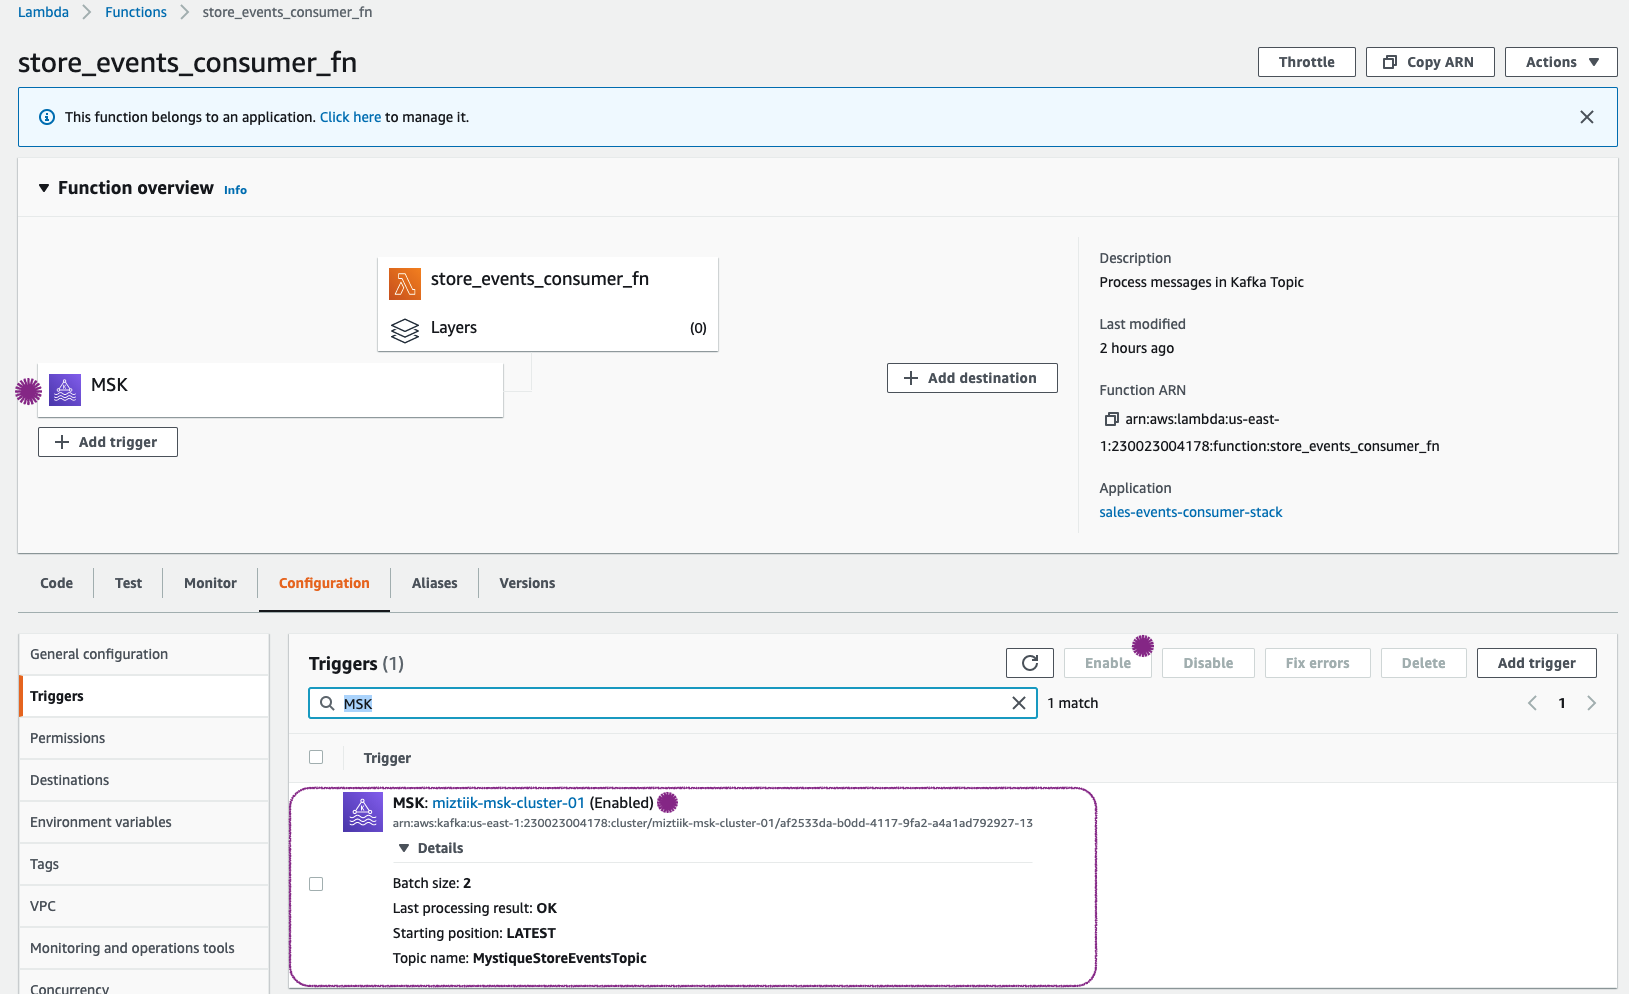 Lambda > Functions > store_events_consumer_fn
store_events_consumer_fn
Throttle
Copy ARN
Actions
This function belongs to an application. Click here to manage it.
Function overview Info
store_events_consumer_fn
Layers (0)
MSK
Add trigger
Add destination
Description
Process messages in Kafka Topic
Last modified
2 hours ago
Function ARN
arn:aws:lambda:us-east-
1:230023004178:function:store_events_consumer_fn
Application
sales-events-consumer-stack
Code
Test
Monitor
Configuration
Aliases
Versions
General configuration
Triggers
Permissions
Destinations
Environment variables
Tags
VPC
Monitoring and operations tools
Concurrency
Triggers (1)
Enable
Disable
Fix errors
Delete
Add trigger
MSK
1 match
1
Trigger
MSK: miztiik-msk-cluster-01 (Enabled)
arn:aws:kafka:us-east-1:230023004178:cluster/miztiik-msk-cluster-01/af2533da-b0dd-4117-9fa2-a4a1ad792927-13
Details
Batch size: 2
Last processing result: OK
Starting position: LATEST
Topic name: MystiqueStoreEventsTopic